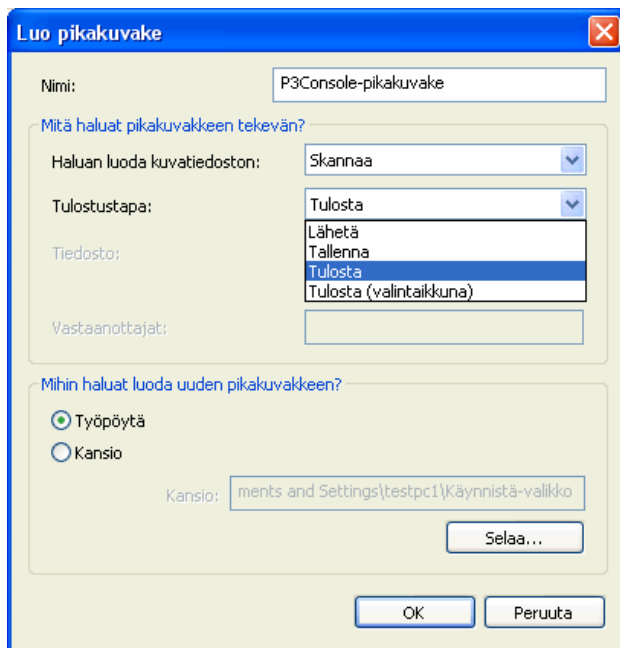 Luo pikakuvake
Nimi: P3Console-pikakuvake
Mitä haluat pikakuvakkeen tekevän?
Haluan luoda kuvatiedoston: Skannaa
Tulostustapa: Tulosta
Lähetä
Tallenna
Tiedosto:
Tulosta
Tulosta (valintaikkuna)
Vastaanottajat:
Mihin haluat luoda uuden pikakuvakkeen?
Työpöytä
Kansio
Kansio: ments and Settings\testpc1\Käynnistä-valikko
Selaa...
OK Peruuta